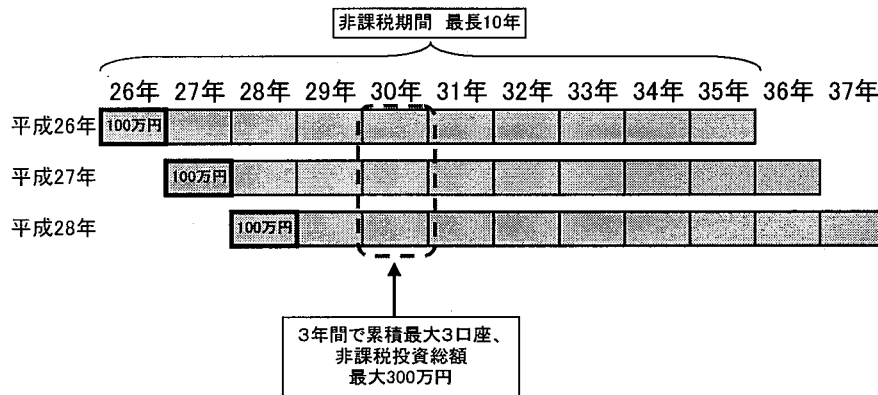 非課税期間 最長10年
26年 27年 28年 29年 30年 31年 32年 33年 34年 35年 36年 37年
平成26年 100万円
平成27年 100万円
平成28年 100万円
3年間で累積最大3口座、
非課税投資総額
最大300万円